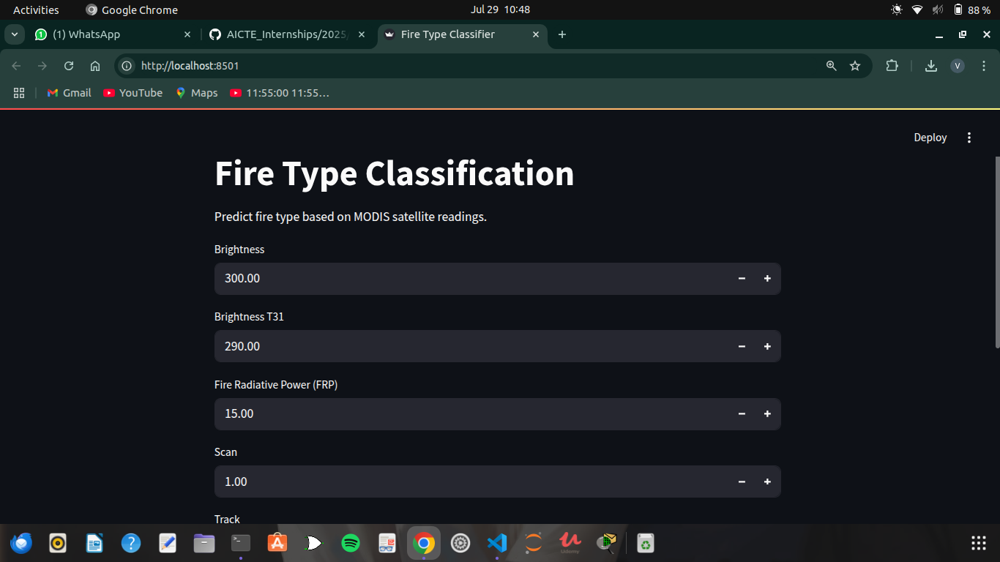 Activities
Google Chrome
Jul 29 10:48
88 %
(1) WhatsApp
AICTE_Internships/2025
Fire Type Classifier
http://localhost:8501
V
Gmail
YouTube
Maps
11:55:00 11:55…
Deploy
Fire Type Classification
Predict fire type based on MODIS satellite readings.
Brightness
300.00
Brightness T31
290.00
Fire Radiative Power (FRP)
15.00
Scan
1.00
Track
Udemy